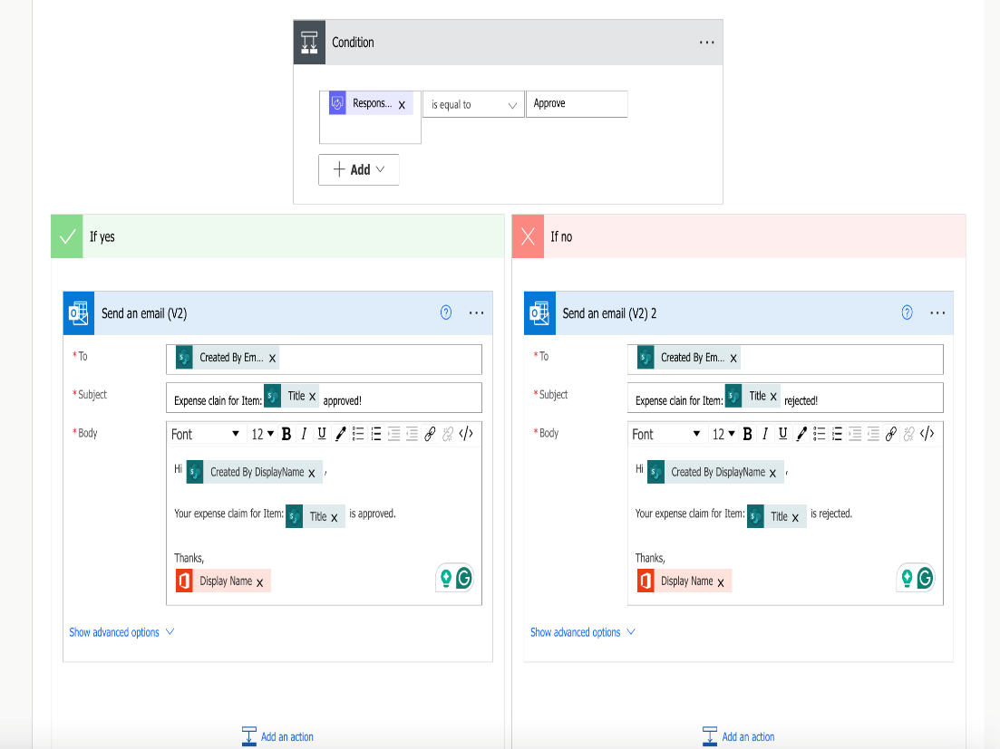 Condition
Respons... x is equal to Approve
Add
If yes
Send an email (V2)
* To Created By Em... x
* Subject Expense clain for Item: Title x approved!
* Body Font 12 B I U </>
Hi Created By DisplayName x ,
Your expense claim for Item: Title x is approved.
Thanks,
Display Name x
Show advanced options
Add an action
If no
Send an email (V2) 2
* To Created By Em... x
* Subject Expense claim for Item: Title x rejected!
* Body Font 12 B I U </>
Hi Created By DisplayName x ,
Your expense claim for Item: Title x is rejected.
Thanks,
Display Name x
Show advanced options
Add an action